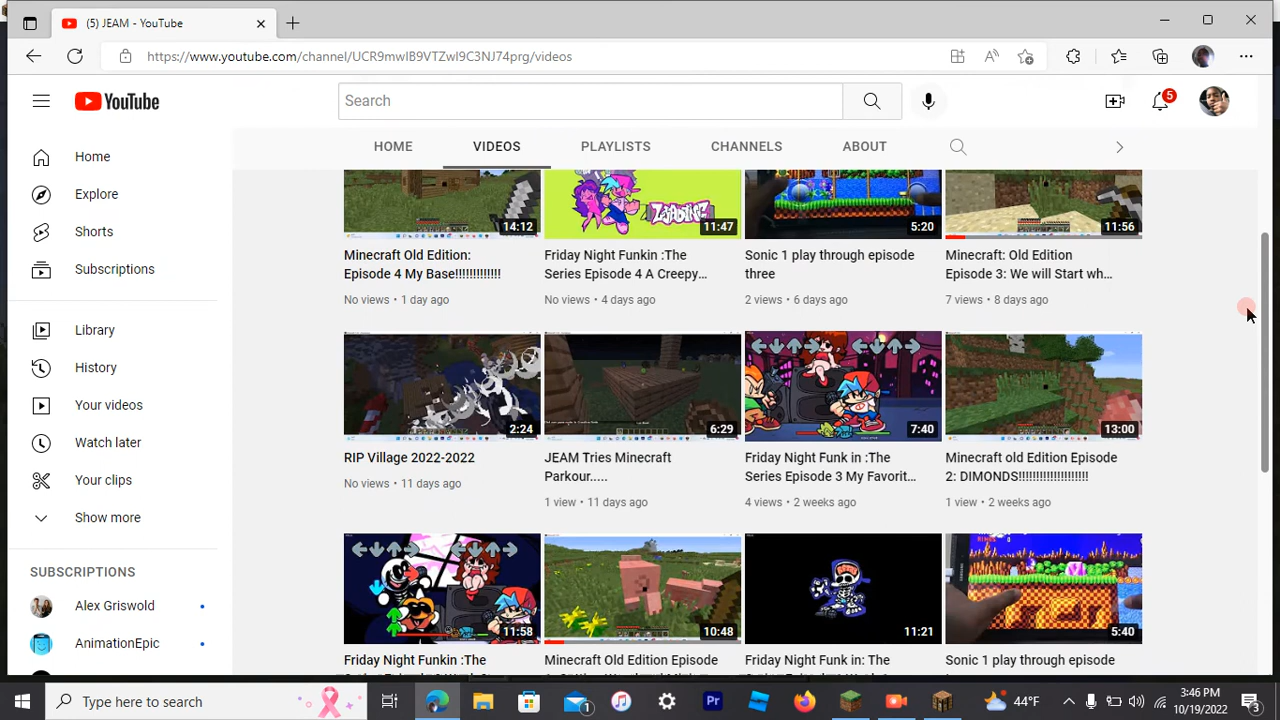 (5) JEAM - YouTube
https://www.youtube.com/channel/UCR9mwIB9VTZwI9C3NJ74prg/videos
YouTube
Search
5
HOME VIDEOS PLAYLISTS CHANNELS ABOUT
Home
Explore
Shorts
Subscriptions
Library
History
Your videos
Watch later
Your clips
Show more
SUBSCRIPTIONS
Alex Griswold
AnimationEpic
14:12
11:47
5:20
11:56
Minecraft Old Edition:
Episode 4 My Base!!!!!!!!!!!!!
No views • 1 day ago
Friday Night Funkin :The
Series Episode 4 A Creepy...
No views • 4 days ago
Sonic 1 play through episode
three
2 views • 6 days ago
Minecraft: Old Edition
Episode 3: We will Start wh...
7 views • 8 days ago
2:24
6:29
7:40
13:00
RIP Village 2022-2022
No views • 11 days ago
JEAM Tries Minecraft
Parkour.....
1 view • 11 days ago
Friday Night Funk in :The
Series Episode 3 My Favorit...
4 views • 2 weeks ago
Minecraft old Edition Episode
2: DIMONDS!!!!!!!!!!!!!!!!!!!!
1 view • 2 weeks ago
11:58
10:48
11:21
5:40
Friday Night Funkin :The
Minecraft Old Edition Episode
Friday Night Funk in: The
Sonic 1 play through episode
Type here to search
1
Pr
44°F
3:46 PM
10/19/2022
3